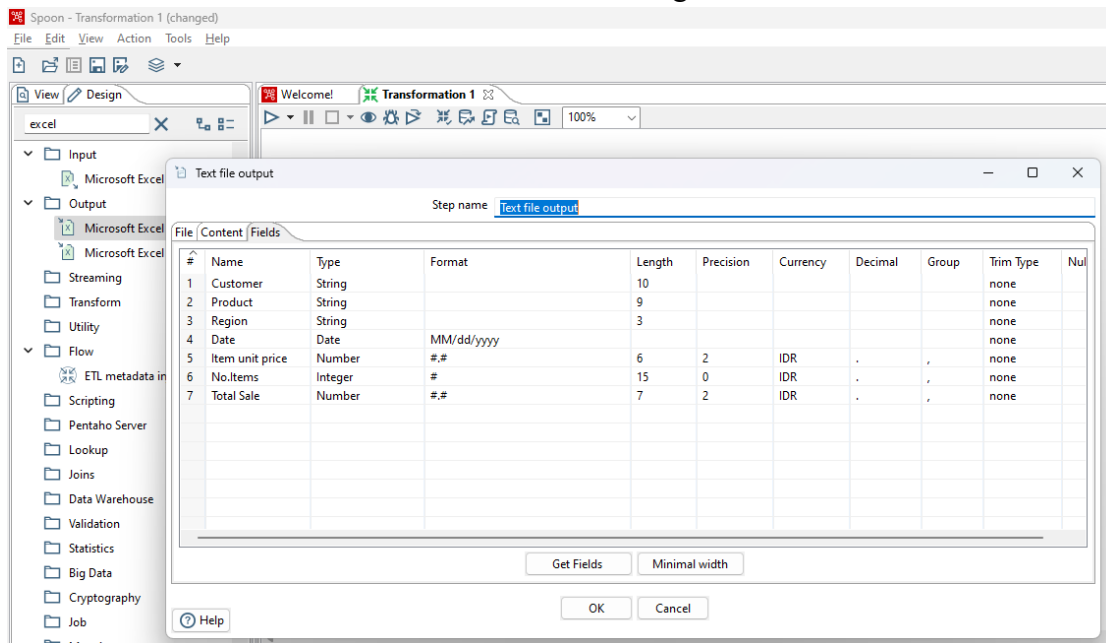 Spoon - Transformation 1 (changed)
File Edit View Action Tools Help
View Design
Welcome! Transformation 1
excel
100%
Input
Microsoft Excel
Output
Microsoft Excel
Microsoft Excel
Streaming
Transform
Utility
Flow
ETL metadata in
Scripting
Pentaho Server
Lookup
Joins
Data Warehouse
Validation
Statistics
Big Data
Cryptography
Job
Text file output
Step name Text file output
File Content Fields
# Name Type Format Length Precision Currency Decimal Group Trim Type Nul
1 Customer String 10 none
2 Product String 9 none
3 Region String 3 none
4 Date Date MM/dd/yyyy none
5 Item unit price Number #.# 6 2 IDR . , none
6 No.Items Integer # 15 0 IDR . , none
7 Total Sale Number #.# 7 2 IDR . , none
Get Fields Minimal width
OK Cancel
Help